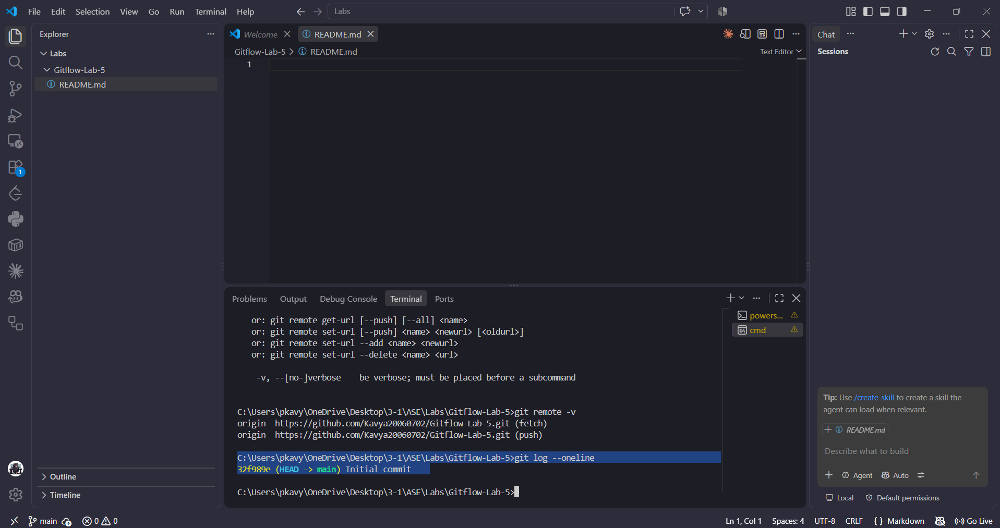 File Edit Selection View Go Run Terminal Help
Labs
Explorer
Labs
Gitflow-Lab-5
README.md
1
Outline
Timeline
Welcome
README.md
Gitflow-Lab-5 > README.md
Text Editor
1
Problems Output Debug Console Terminal Ports
or: git remote get-url [--push] [--all] <name>
or: git remote set-url [--push] <name> <newurl> [<oldurl>]
or: git remote set-url --add <name> <newurl>
or: git remote set-url --delete <name> <url>
-v, --[no-]verbose be verbose; must be placed before a subcommand
C:\Users\pkavy\OneDrive\Desktop\3-1\ASE\Labs\Gitflow-Lab-5>git remote -v
origin https://github.com/Kavya20060702/Gitflow-Lab-5.git (fetch)
origin https://github.com/Kavya20060702/Gitflow-Lab-5.git (push)
C:\Users\pkavy\OneDrive\Desktop\3-1\ASE\Labs\Gitflow-Lab-5>git log --oneline
32f989e (HEAD -> main) Initial commit
C:\Users\pkavy\OneDrive\Desktop\3-1\ASE\Labs\Gitflow-Lab-5>
powers...
cmd
Chat
Sessions
Tip: Use /create-skill to create a skill the
agent can load when relevant.
README.md
Describe what to build
Agent Auto
Local Default permissions
main 0 0
Ln 1, Col 1 Spaces: 4 UTF-8 CRLF { } Markdown Go Live